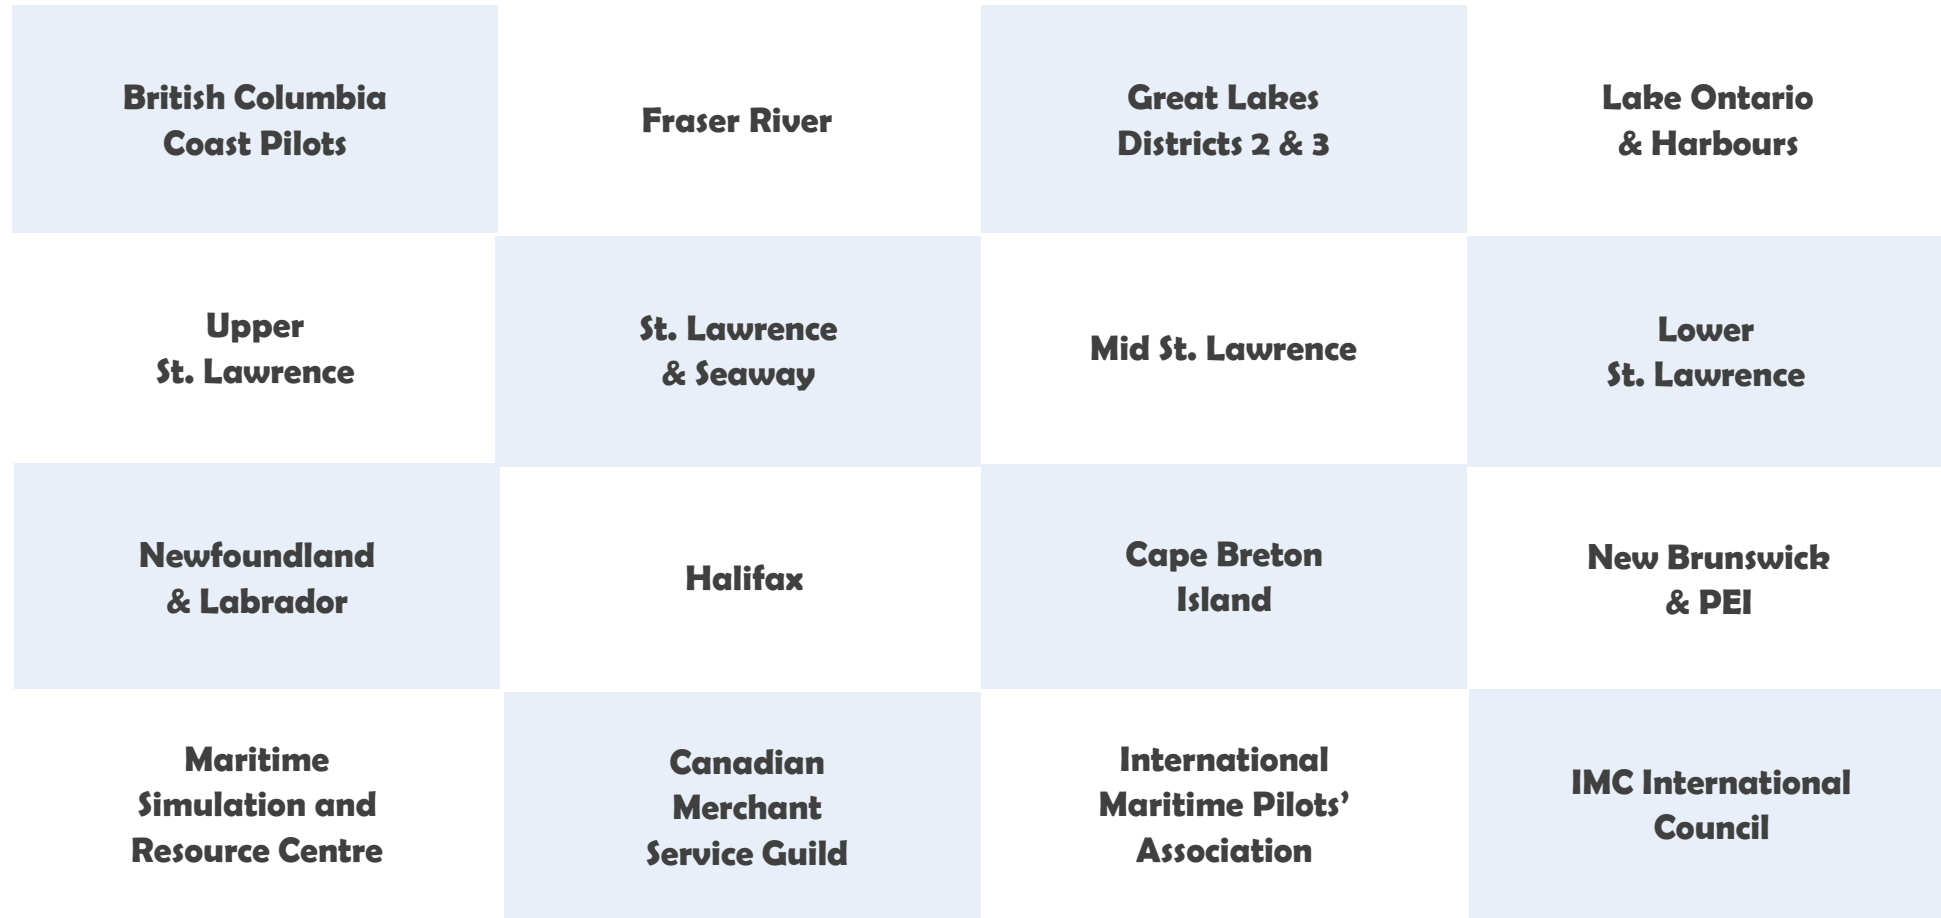 British Columbia
Coast Pilots
Fraser River
Great Lakes
Districts 2 & 3
Lake Ontario
& Harbours
Upper
St. Lawrence
St. Lawrence
& Seaway
Mid St. Lawrence
Lower
St. Lawrence
Newfoundland
& Labrador
Halifax
Cape Breton
Island
New Brunswick
& PEI
Maritime
Simulation and
Resource Centre
Canadian
Merchant
Service Guild
International
Maritime Pilots’
Association
IMC International
Council